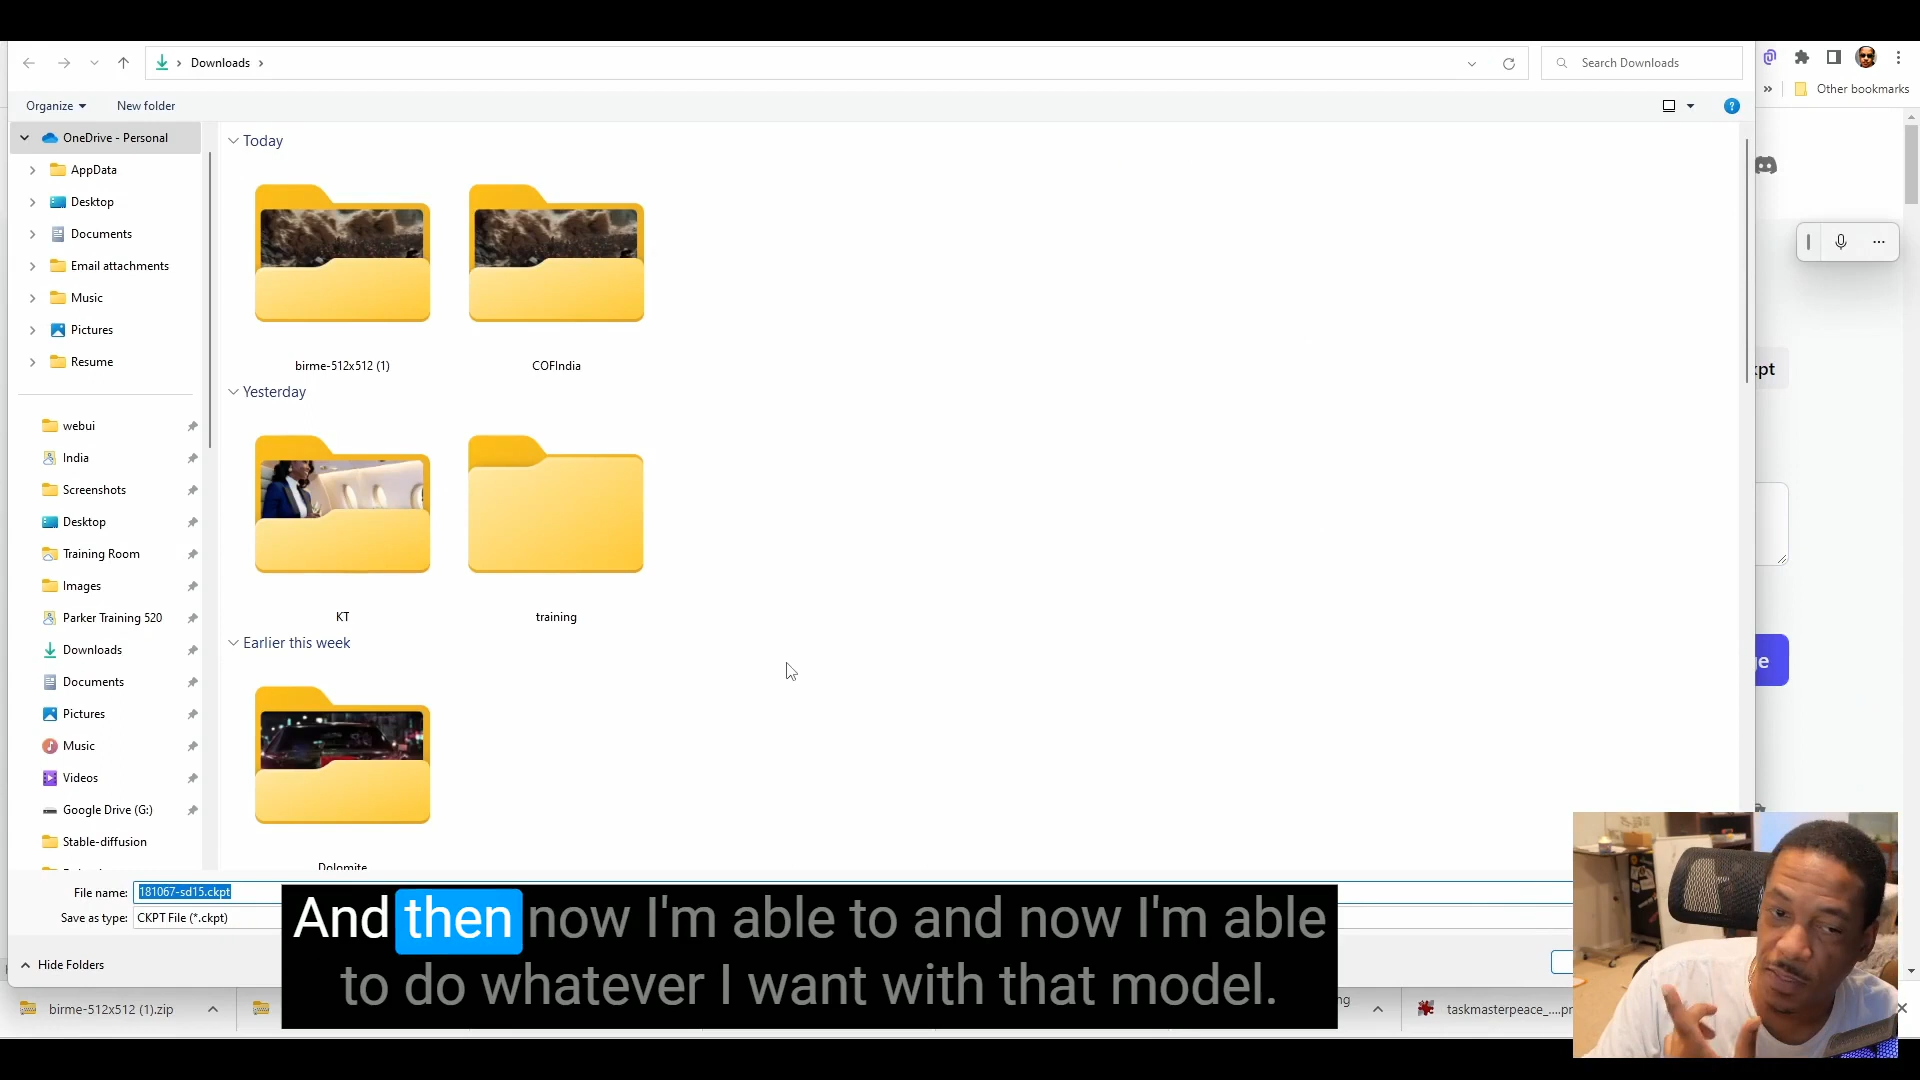 Downloads
Search Downloads
Other bookmarks
Organize
New folder
OneDrive - Personal
AppData
Desktop
Documents
Email attachments
Music
Pictures
Resume
webui
India
Screenshots
Desktop
Training Room
Images
Parker Training 520
Downloads
Documents
Pictures
Music
Videos
Google Drive (G:)
Stable-diffusion
Today
birme-512x512 (1)
COFIndia
Yesterday
KT
training
Earlier this week
Dolomite
File name:
181067-sd15.ckpt
Save as type:
CKPT File (*.ckpt)
Hide Folders
And then now I'm able to and now I'm able
to do whatever I want with that model.
birme-512x512 (1).zip
taskmasterpeace_....pn